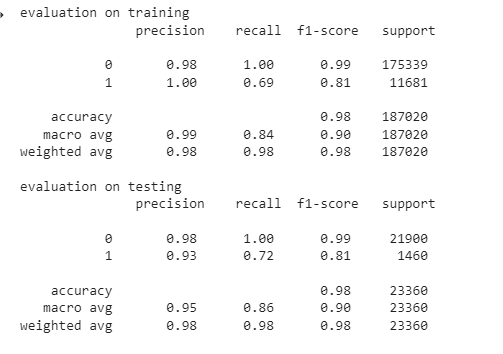 evaluation on training
precision recall f1-score support
0 0.98 1.00 0.99 175339
1 1.00 0.69 0.81 11681
accuracy 0.98 187020
macro avg 0.99 0.84 0.90 187020
weighted avg 0.98 0.98 0.98 187020
evaluation on testing
precision recall f1-score support
0 0.98 1.00 0.99 21900
1 0.93 0.72 0.81 1460
accuracy 0.98 23360
macro avg 0.95 0.86 0.90 23360
weighted avg 0.98 0.98 0.98 23360